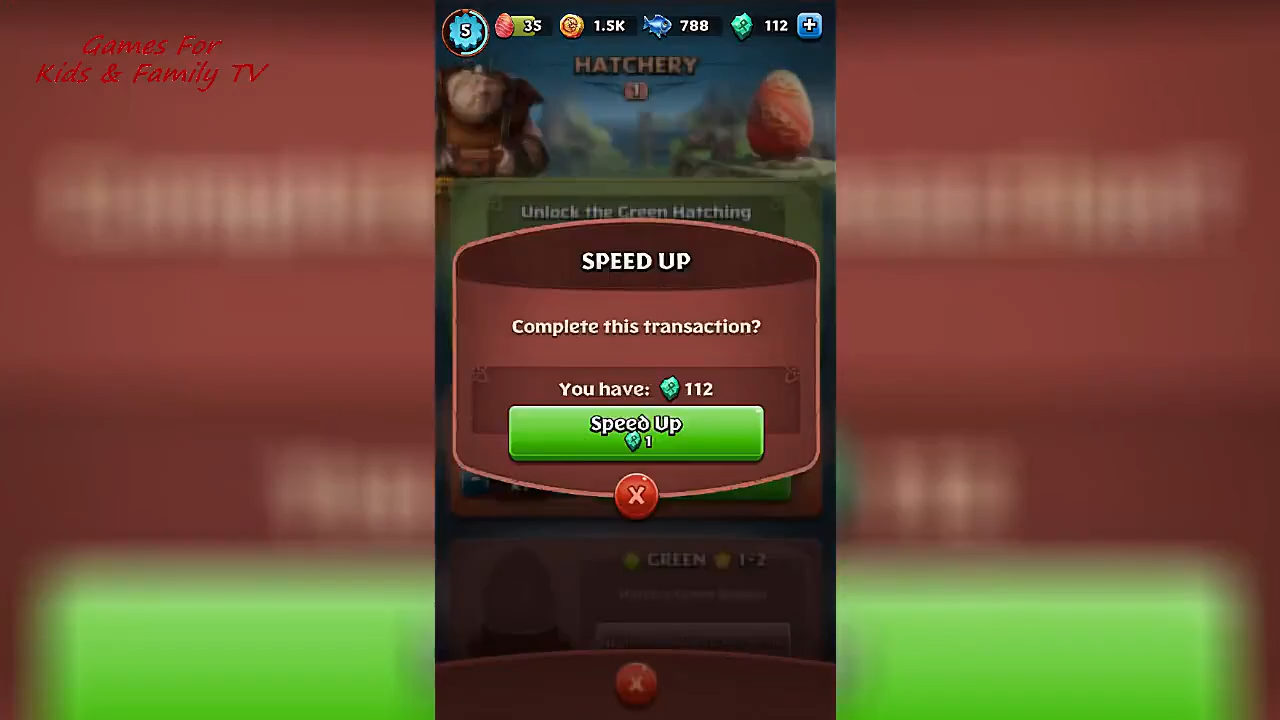 Games For
Kids & Family TV
5
35
1.5K
788
112
HATCHERY
1
Unlock the Green Hatching
SPEED UP
Complete this transaction?
You have: 112
Speed Up
1
X
GREEN 1-2
X